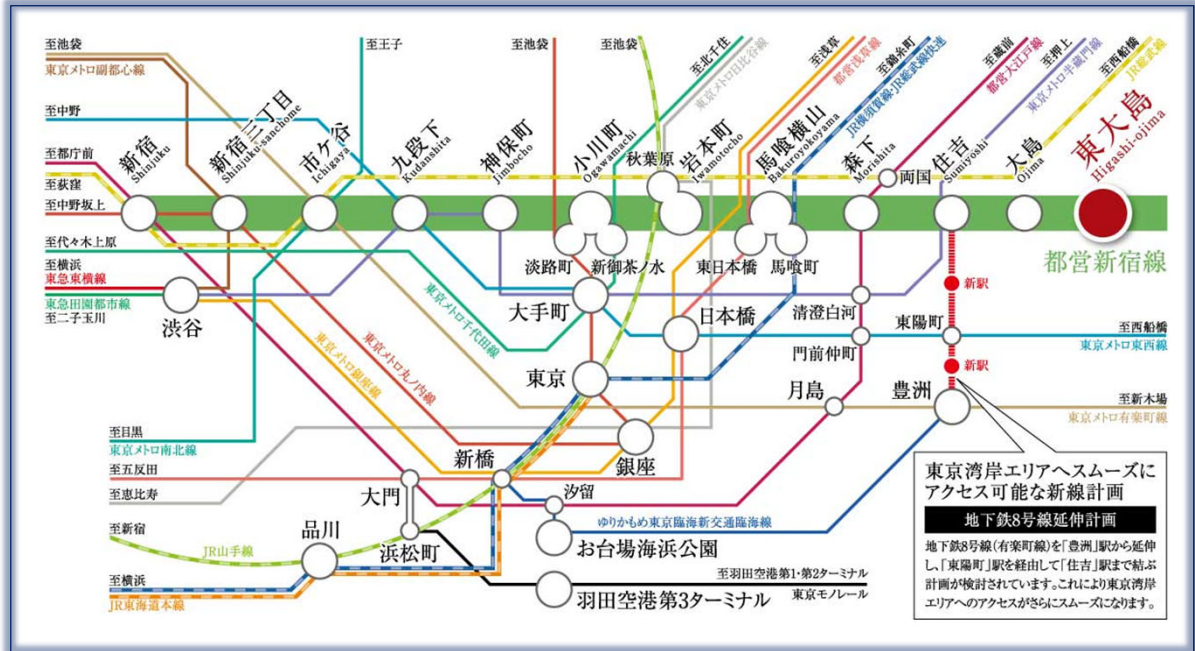 至池袋
東京メトロ副都心線
至王子
至池袋
至池袋
至北千住
東京メトロ日比谷線
至浅草
都営浅草線
至錦糸町
JR横須賀線・JR総武線快速
至蔵前
都営大江戸線
至押上
東京メトロ半蔵門線
至西船橋
JR総武線
至中野
至都庁前
至荻窪
至中野坂上
新宿
Shinjuku
新宿三丁目
Shinjuku-sanchome
市ヶ谷
Ichigaya
九段下
Kudanshita
神保町
Jimbocho
小川町
Ogawamachi
秋葉原
岩本町
Iwamotocho
馬喰横山
Bakuroyokoyama
森下
Morishita
両国
住吉
Sumiyoshi
大島
Ojima
東大島
Higashi-ojima
都営新宿線
至代々木上原
至横浜
東急東横線
東急田園都市線
至二子玉川
渋谷
淡路町
新御茶ノ水
東日本橋
馬喰町
大手町
日本橋
清澄白河
新駅
東陽町
門前仲町
至西船橋
東京メトロ東西線
東京メトロ千代田線
東京メトロ丸ノ内線
東京メトロ銀座線
東京
新駅
月島
豊洲
至新木場
東京メトロ有楽町線
至目黒
東京メトロ南北線
銀座
新橋
至五反田
至恵比寿
大門
汐留
至新宿
JR山手線
品川
浜松町
ゆりかもめ東京臨海新交通臨海線
お台場海浜公園
至横浜
JR東海道本線
至羽田空港第1・第2ターミナル
東京モノレール
羽田空港第3ターミナル
東京湾岸エリアへスムーズに
アクセス可能な新線計画
地下鉄8号線延伸計画
地下鉄8号線(有楽町線)を「豊洲」駅から延伸
し、「東陽町」駅を経由して「住吉」駅まで結ぶ
計画が検討されています。これにより東京湾岸
エリアへのアクセスがさらにスムーズになります。